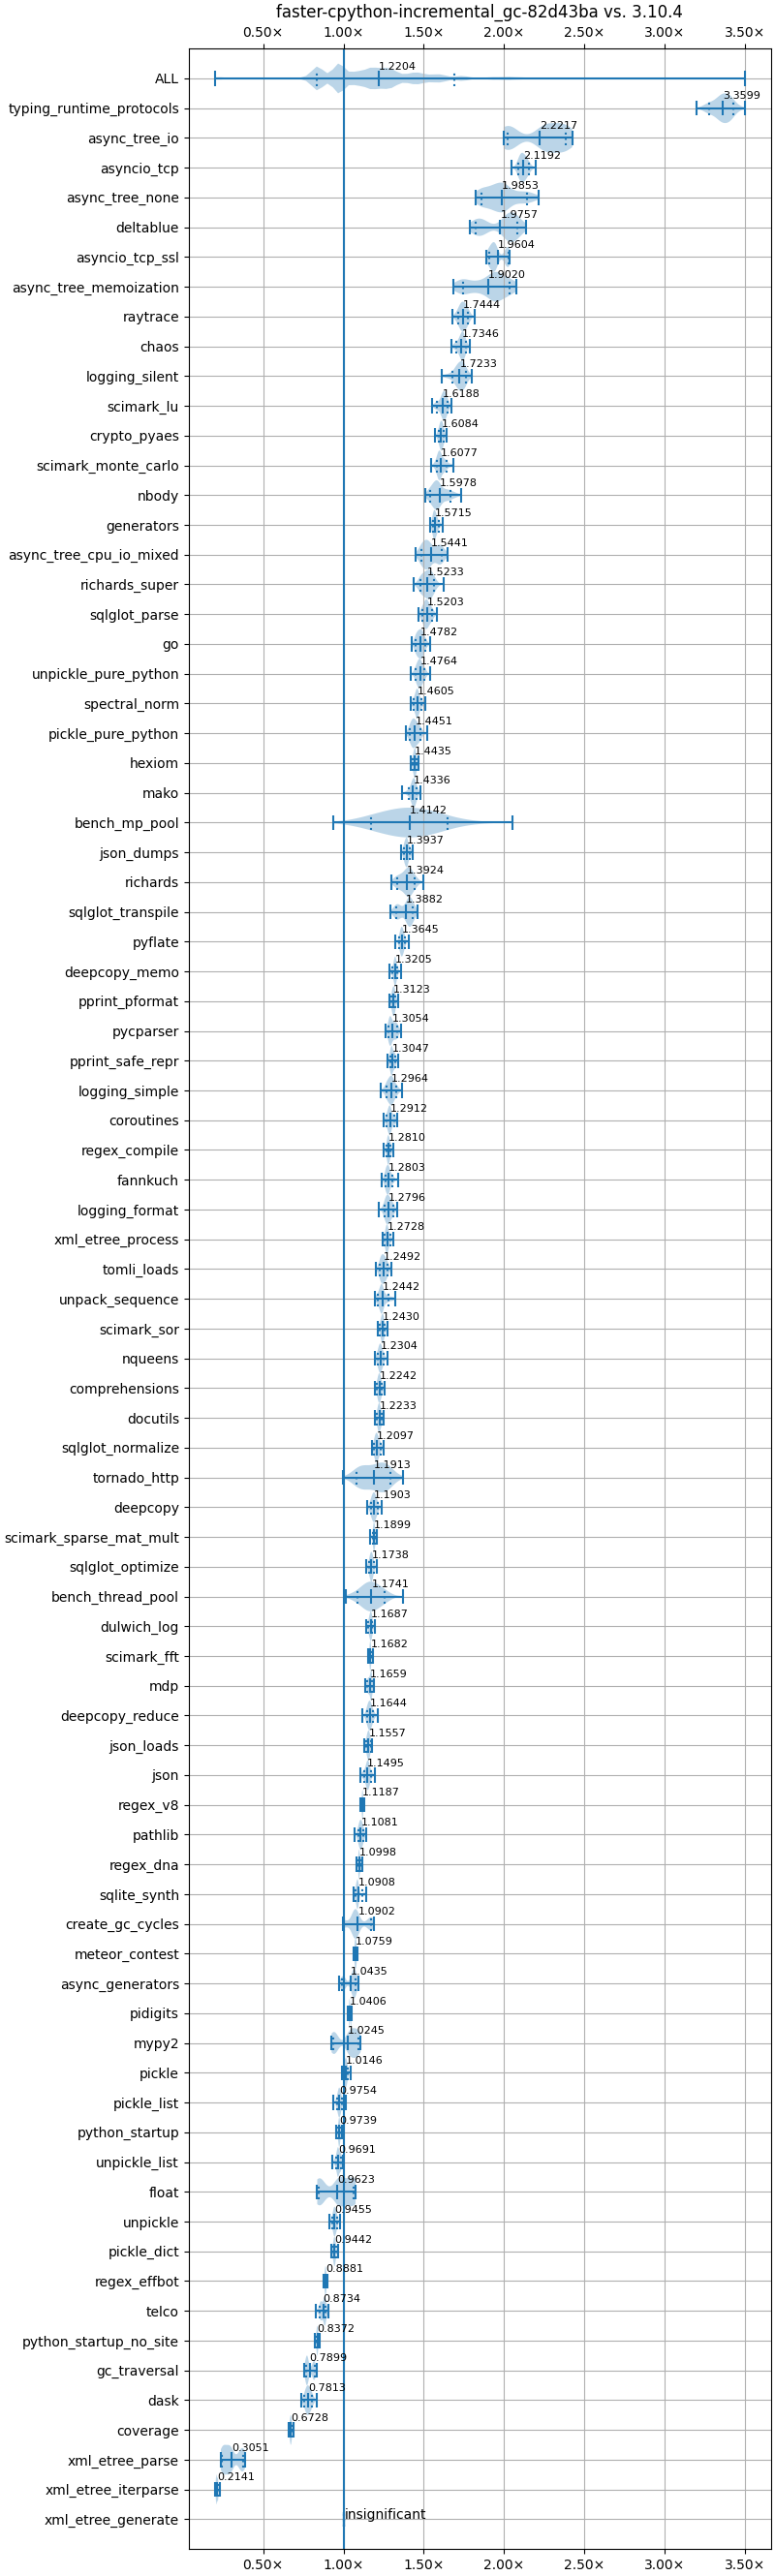 faster-cpython-incremental_gc-82d43ba vs. 3.10.4
0.50× 1.00× 1.50× 2.00× 2.50× 3.00× 3.50×
ALL 1.2204
typing_runtime_protocols 3.3599
async_tree_io 2.2217
asyncio_tcp 2.1192
async_tree_none 1.9853
deltablue 1.9757
asyncio_tcp_ssl 1.9604
async_tree_memoization 1.9020
raytrace 1.7444
chaos 1.7346
logging_silent 1.7233
scimark_lu 1.6188
crypto_pyaes 1.6084
scimark_monte_carlo 1.6077
nbody 1.5978
generators 1.5715
async_tree_cpu_io_mixed 1.5441
richards_super 1.5233
sqlglot_parse 1.5203
go 1.4782
unpickle_pure_python 1.4764
spectral_norm 1.4605
pickle_pure_python 1.4451
hexiom 1.4435
mako 1.4336
bench_mp_pool 1.4142
json_dumps 1.3937
richards 1.3924
sqlglot_transpile 1.3882
pyflate 1.3645
deepcopy_memo 1.3205
pprint_pformat 1.3123
pycparser 1.3054
pprint_safe_repr 1.3047
logging_simple 1.2964
coroutines 1.2912
regex_compile 1.2810
fannkuch 1.2803
logging_format 1.2796
xml_etree_process 1.2728
tomli_loads 1.2492
unpack_sequence 1.2442
scimark_sor 1.2430
nqueens 1.2304
comprehensions 1.2242
docutils 1.2233
sqlglot_normalize 1.2097
tornado_http 1.1913
deepcopy 1.1903
scimark_sparse_mat_mult 1.1899
sqlglot_optimize 1.1738
bench_thread_pool 1.1741
dulwich_log 1.1687
scimark_fft 1.1682
mdp 1.1659
deepcopy_reduce 1.1644
json_loads 1.1557
json 1.1495
regex_v8 1.1187
pathlib 1.1081
regex_dna 1.0998
sqlite_synth 1.0908
create_gc_cycles 1.0902
meteor_contest 1.0759
async_generators 1.0435
pidigits 1.0406
mypy2 1.0245
pickle 1.0146
pickle_list 0.9754
python_startup 0.9739
unpickle_list 0.9691
float 0.9623
unpickle 0.9455
pickle_dict 0.9442
regex_effbot 0.8881
telco 0.8734
python_startup_no_site 0.8372
gc_traversal 0.7899
dask 0.7813
coverage 0.6728
xml_etree_parse 0.3051
xml_etree_iterparse 0.2141
xml_etree_generate insignificant
0.50× 1.00× 1.50× 2.00× 2.50× 3.00× 3.50×